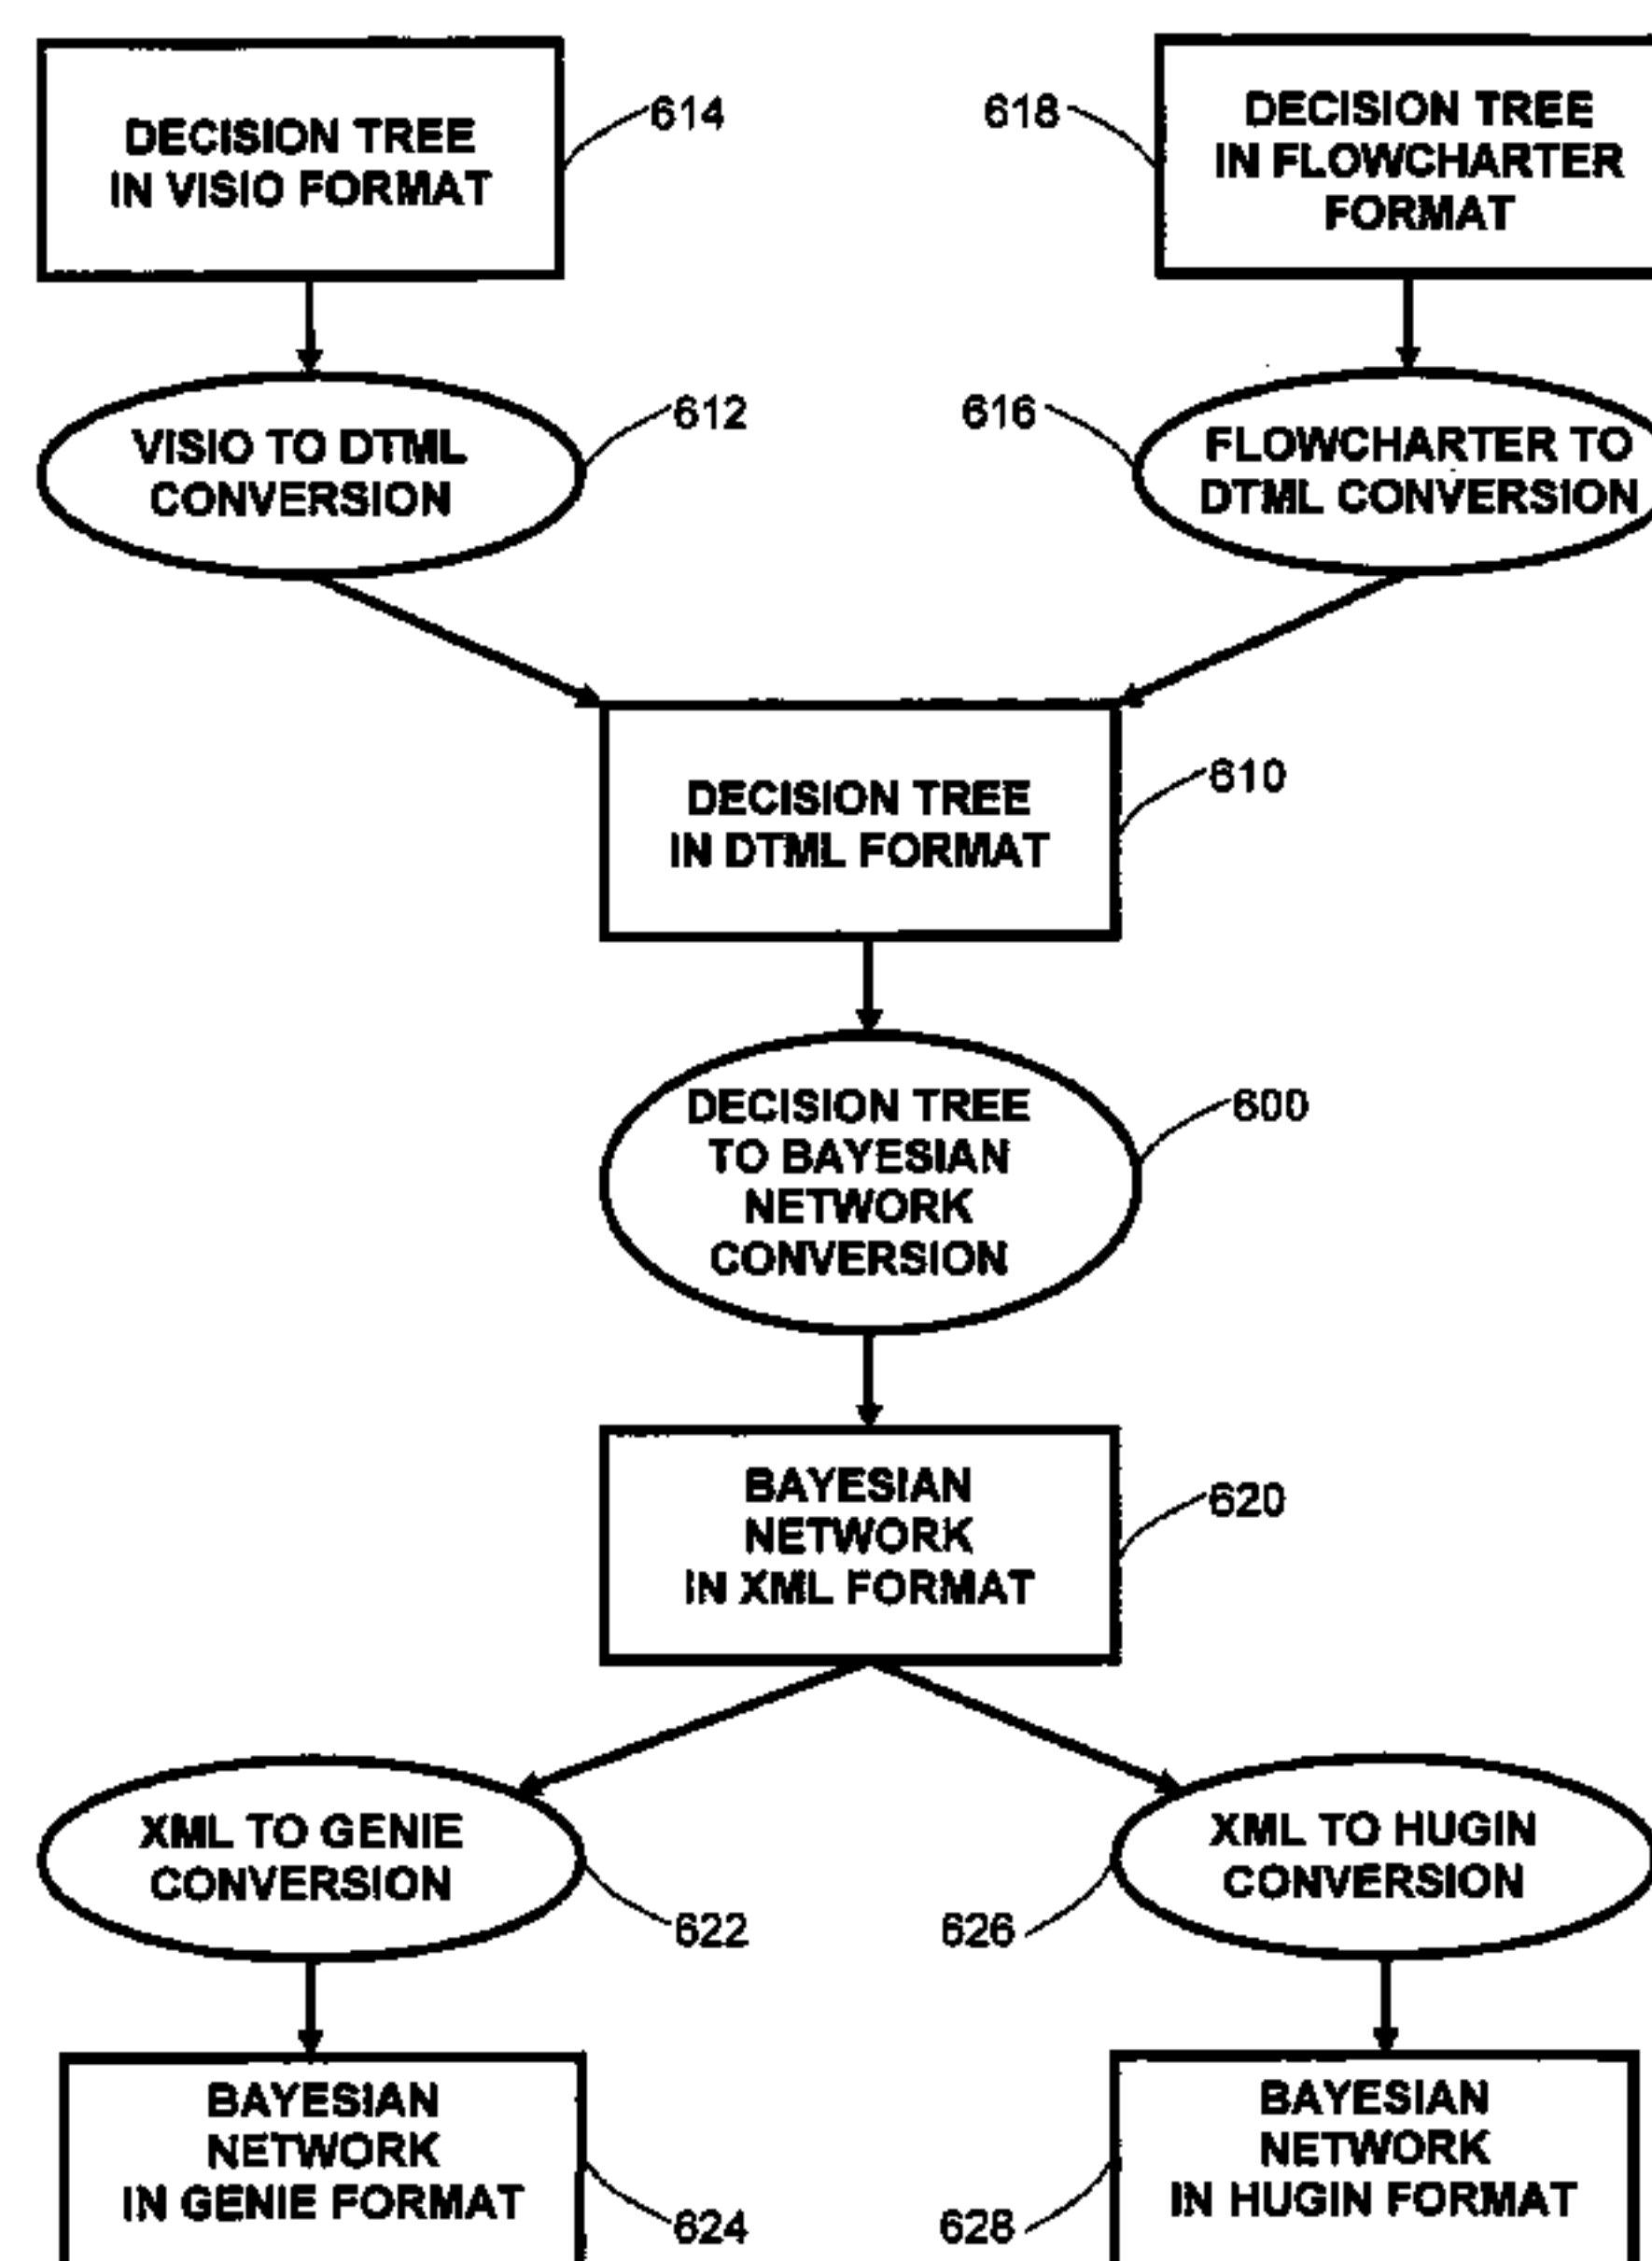 DECISION TREE
IN VISIO FORMAT
614
618
DECISION TREE
IN FLOWCHARTER
FORMAT
VISIO TO DTML
CONVERSION
612
616
FLOWCHARTER TO
DTML CONVERSION
DECISION TREE
IN DTML FORMAT
610
DECISION TREE
TO BAYESIAN
NETWORK
CONVERSION
600
BAYESIAN
NETWORK
IN XML FORMAT
620
XML TO GENIE
CONVERSION
622
626
XML TO HUGIN
CONVERSION
BAYESIAN
NETWORK
IN GENIE FORMAT
624
628
BAYESIAN
NETWORK
IN HUGIN FORMAT